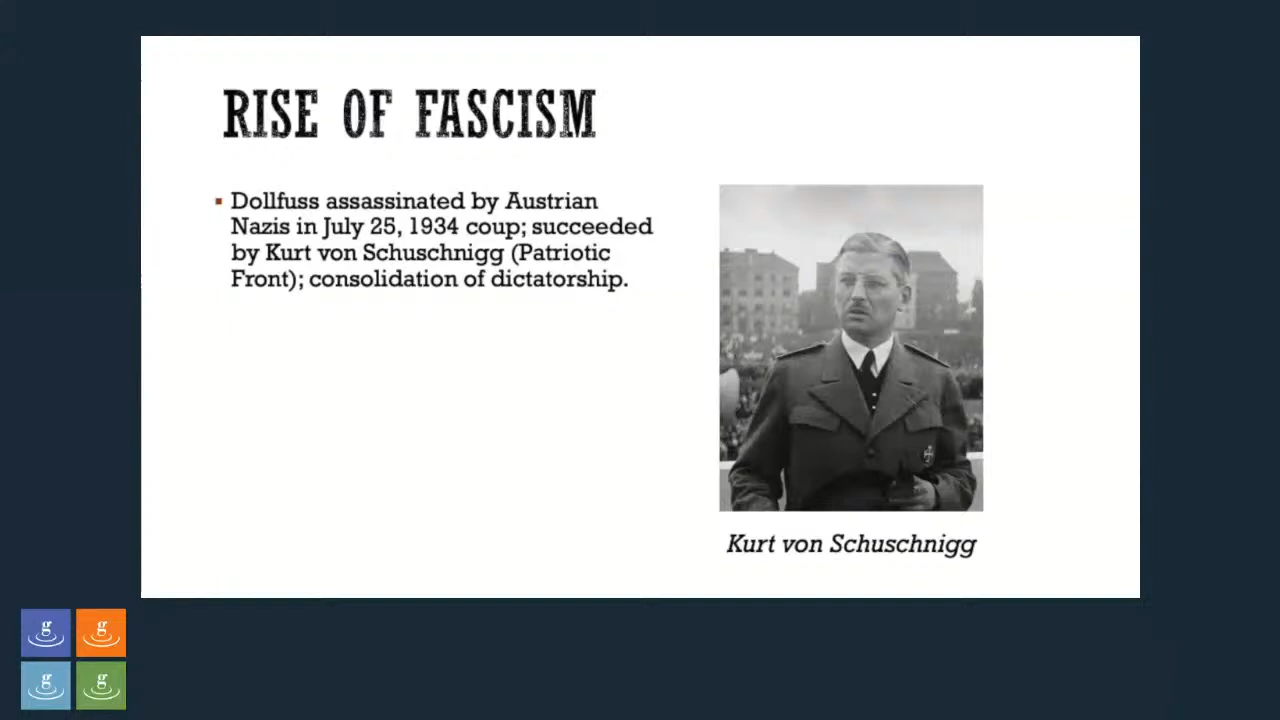 RISE OF FASCISM
▪ Dollfuss assassinated by Austrian
Nazis in July 25, 1934 coup; succeeded
by Kurt von Schuschnigg (Patriotic
Front); consolidation of dictatorship.
Kurt von Schuschnigg
g g
g g